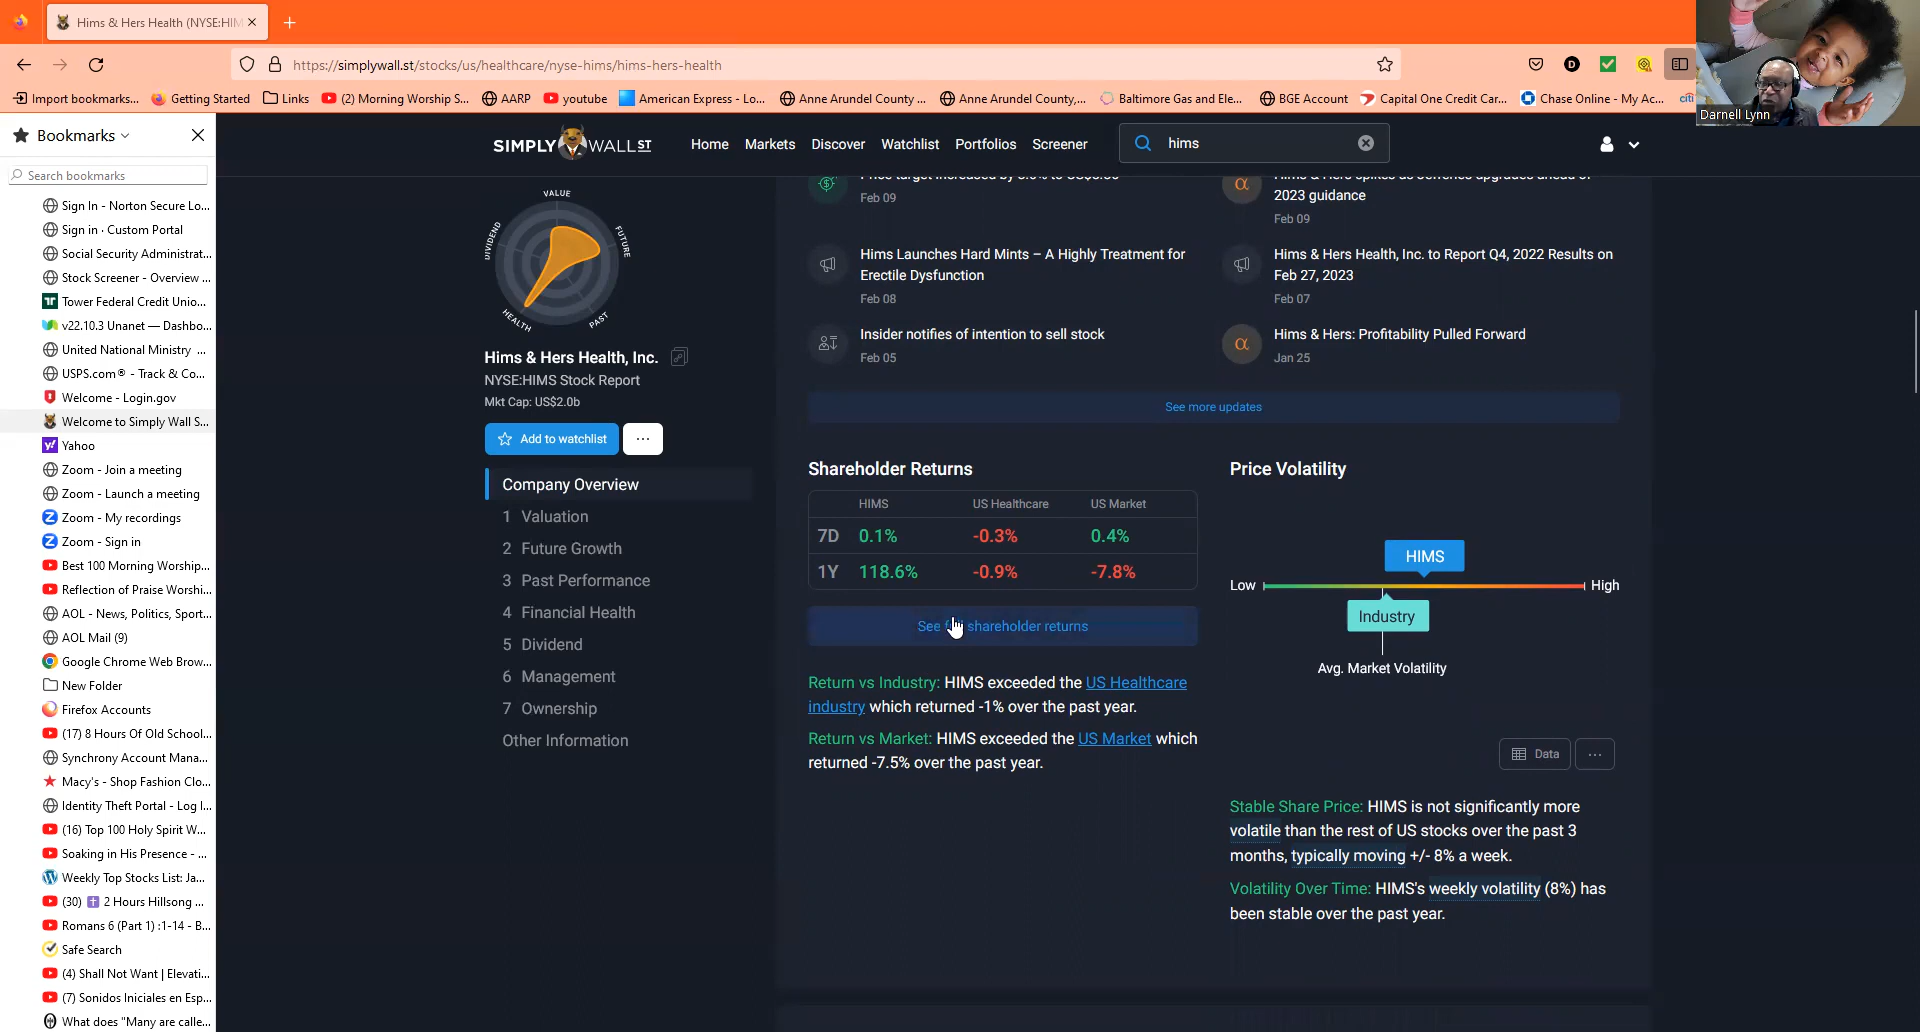 Hims & Hers Health (NYSE:HIM
https://simplywall.st/stocks/us/healthcare/nyse-hims/hims-hers-health
Import bookmarks...
Getting Started
Links
(2) Morning Worship S...
AARP
youtube
American Express - Lo...
Anne Arundel County ...
Anne Arundel County,...
Baltimore Gas and Ele...
BGE Account
Capital One Credit Car...
Chase Online - My Ac...
citi
Darnell Lynn
Bookmarks
Search bookmarks
Sign In - Norton Secure Lo...
Sign in · Custom Portal
Social Security Administrat...
Stock Screener - Overview ...
Tower Federal Credit Unio...
v22.10.3 Unanet — Dashbo...
United National Ministry ...
USPS.com® - Track & Co...
Welcome - Login.gov
Welcome to Simply Wall S...
Yahoo
Zoom - Join a meeting
Zoom - Launch a meeting
Zoom - My recordings
Zoom - Sign in
Best 100 Morning Worship...
Reflection of Praise Worshi...
AOL - News, Politics, Sport...
AOL Mail (9)
Google Chrome Web Brow...
New Folder
Firefox Accounts
(17) 8 Hours Of Old School...
Synchrony Account Mana...
Macy's - Shop Fashion Clo...
Identity Theft Portal - Log I...
(16) Top 100 Holy Spirit W...
Soaking in His Presence - ...
Weekly Top Stocks List: Ja...
(30) ✝ 2 Hours Hillsong ...
Romans 6 (Part 1) :1-14 - B...
Safe Search
(4) Shall Not Want | Elevati...
(7) Sonidos Iniciales en Esp...
What does "Many are calle...
SIMPLY WALL ST
Home
Markets
Discover
Watchlist
Portfolios
Screener
hims
VALUE
FUTURE
PAST
HEALTH
DIVIDEND
Hims & Hers Health, Inc.
NYSE:HIMS Stock Report
Mkt Cap: US$2.0b
Add to watchlist
...
Company Overview
1 Valuation
2 Future Growth
3 Past Performance
4 Financial Health
5 Dividend
6 Management
7 Ownership
Other Information
Feb 09
2023 guidance
Feb 09
Hims Launches Hard Mints – A Highly Treatment for
Erectile Dysfunction
Feb 08
Hims & Hers Health, Inc. to Report Q4, 2022 Results on
Feb 27, 2023
Feb 07
Insider notifies of intention to sell stock
Feb 05
Hims & Hers: Profitability Pulled Forward
Jan 25
See more updates
Shareholder Returns
HIMS US Healthcare US Market
7D 0.1% -0.3% 0.4%
1Y 118.6% -0.9% -7.8%
See shareholder returns
Return vs Industry: HIMS exceeded the US Healthcare
industry which returned -1% over the past year.
Return vs Market: HIMS exceeded the US Market which
returned -7.5% over the past year.
Price Volatility
HIMS
Low
High
Industry
Avg. Market Volatility
Data
...
Stable Share Price: HIMS is not significantly more
volatile than the rest of US stocks over the past 3
months, typically moving +/- 8% a week.
Volatility Over Time: HIMS's weekly volatility (8%) has
been stable over the past year.